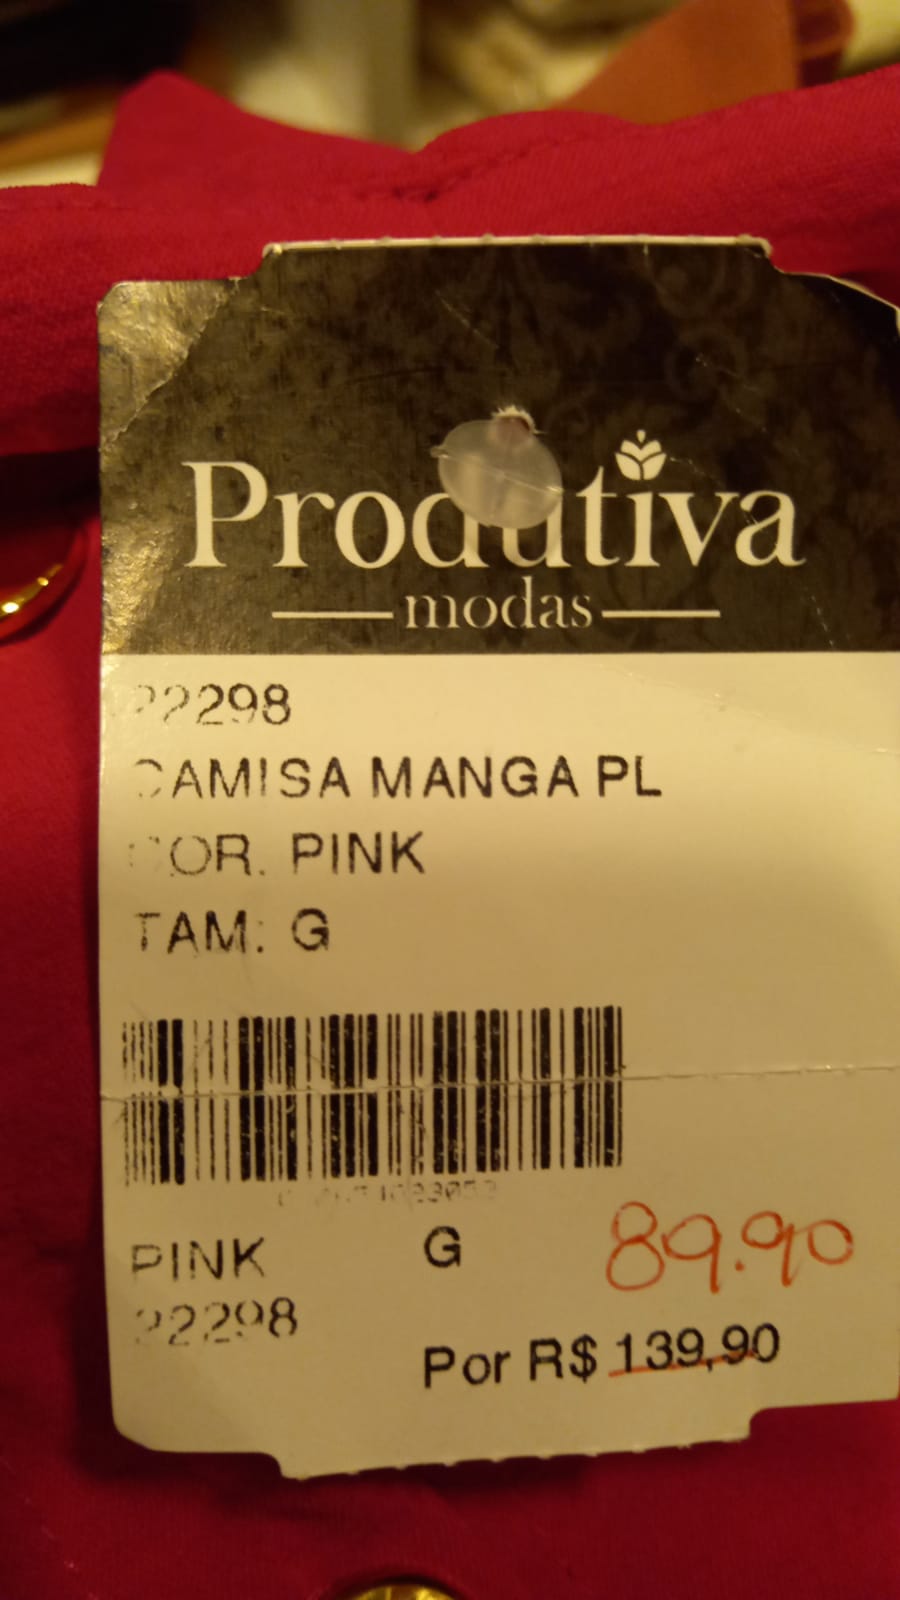 Produtiva
modas
22298
CAMISA MANGA PL
COR. PINK
TAM: G
PINK G 89.90
22298
Por R$ 139,90